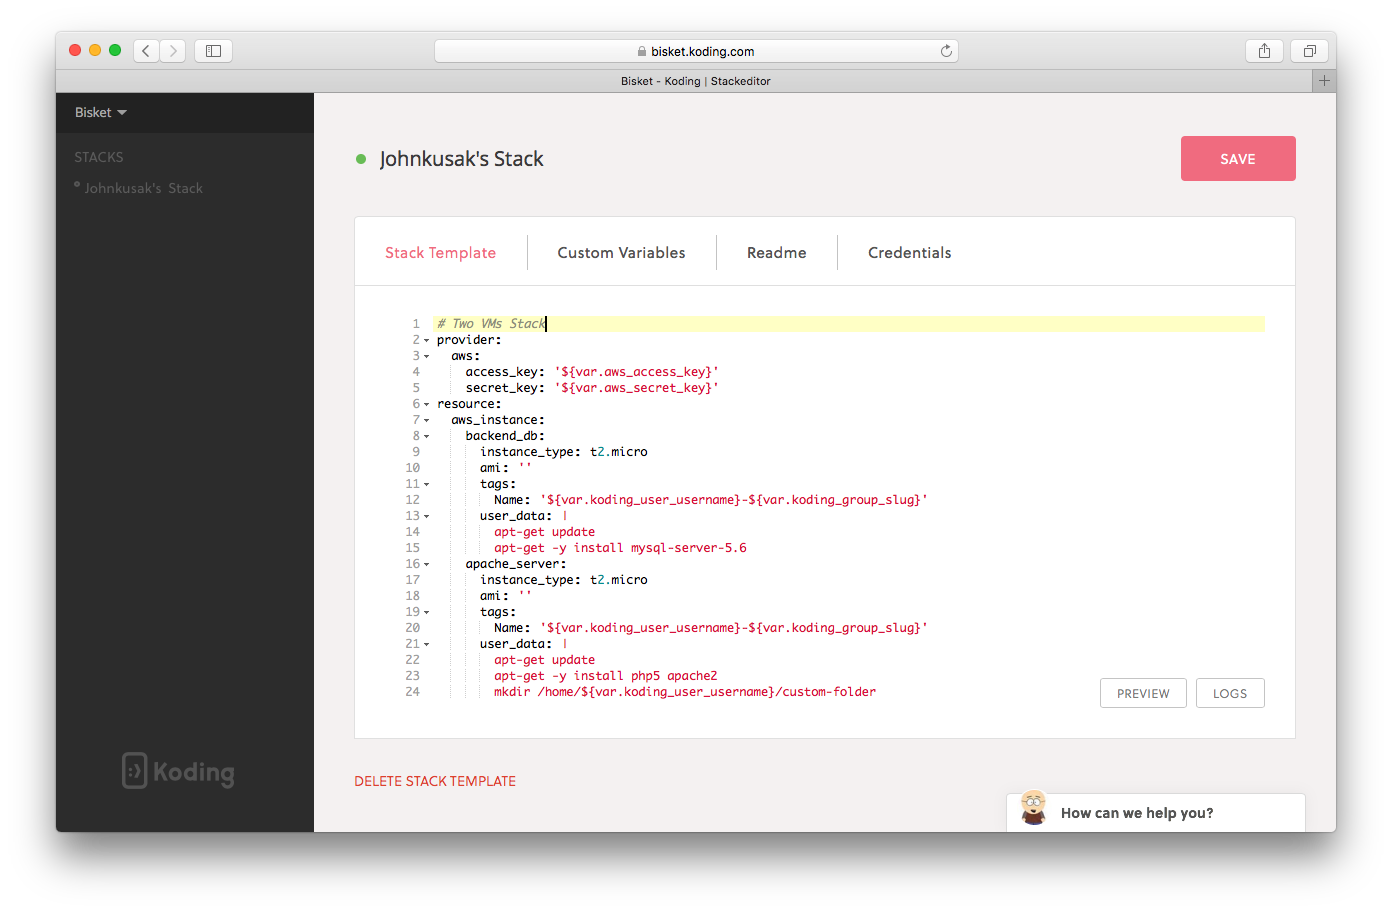 bisket.koding.com
Bisket - Koding | Stackeditor
Bisket
STACKS
Johnkusak's Stack
Koding
Johnkusak's Stack
SAVE
Stack Template
Custom Variables
Readme
Credentials
1 # Two VMs Stack
2 provider:
3 aws:
4 access_key: '${var.aws_access_key}'
5 secret_key: '${var.aws_secret_key}'
6 resource:
7 aws_instance:
8 backend_db:
9 instance_type: t2.micro
10 ami: ''
11 tags:
12 Name: '${var.koding_user_username}-${var.koding_group_slug}'
13 user_data: |
14 apt-get update
15 apt-get -y install mysql-server-5.6
16 apache_server:
17 instance_type: t2.micro
18 ami: ''
19 tags:
20 Name: '${var.koding_user_username}-${var.koding_group_slug}'
21 user_data: |
22 apt-get update
23 apt-get -y install php5 apache2
24 mkdir /home/${var.koding_user_username}/custom-folder
PREVIEW
LOGS
DELETE STACK TEMPLATE
How can we help you?